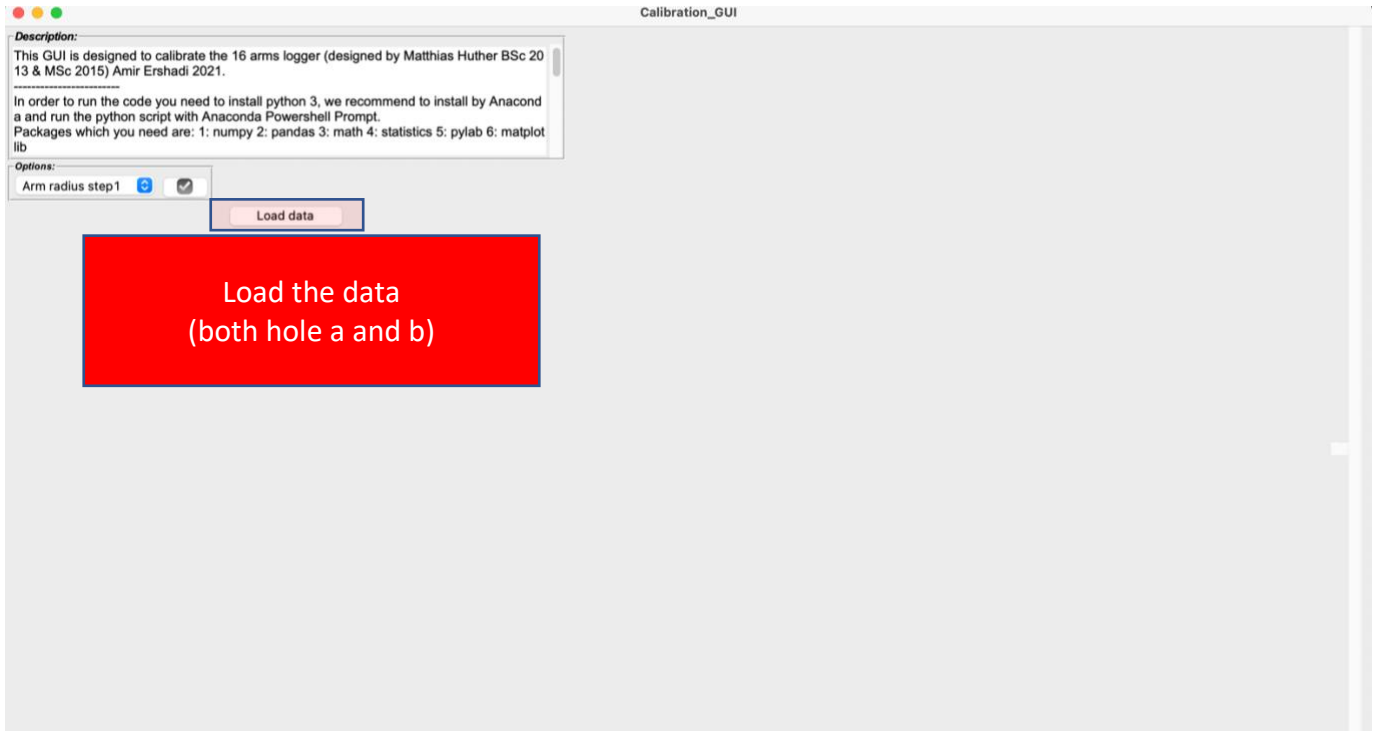 Calibration_GUI
Description:
This GUI is designed to calibrate the 16 arms logger (designed by Matthias Huther BSc 20
13 & MSc 2015) Amir Ershadi 2021.
------------------------
In order to run the code you need to install python 3, we recommend to install by Anacond
a and run the python script with Anaconda Powershell Prompt.
Packages which you need are: 1: numpy 2: pandas 3: math 4: statistics 5: pylab 6: matplot
lib
Options:
Arm radius step1
Load data
Load the data
(both hole a and b)